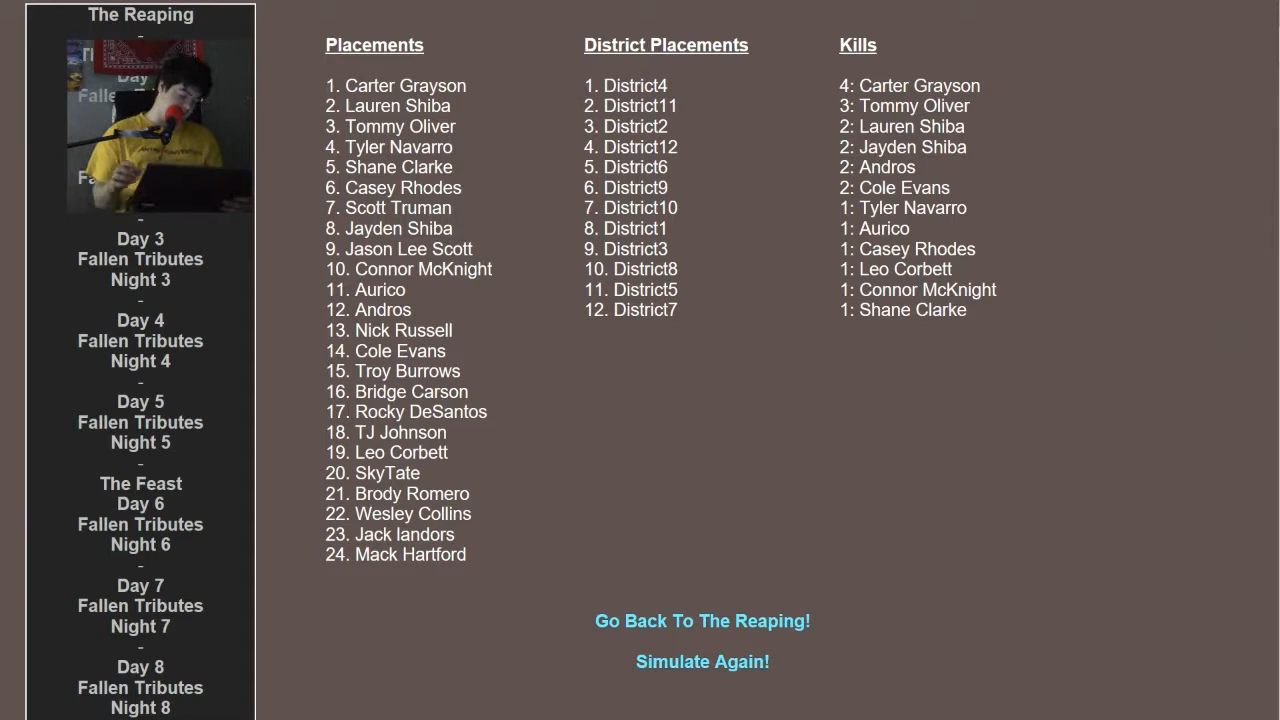 The Reaping
-
Day
Falle
Fa
-
Day 3
Fallen Tributes
Night 3
-
Day 4
Fallen Tributes
Night 4
-
Day 5
Fallen Tributes
Night 5
-
The Feast
Day 6
Fallen Tributes
Night 6
-
Day 7
Fallen Tributes
Night 7
-
Day 8
Fallen Tributes
Night 8
Placements
1. Carter Grayson
2. Lauren Shiba
3. Tommy Oliver
4. Tyler Navarro
5. Shane Clarke
6. Casey Rhodes
7. Scott Truman
8. Jayden Shiba
9. Jason Lee Scott
10. Connor McKnight
11. Aurico
12. Andros
13. Nick Russell
14. Cole Evans
15. Troy Burrows
16. Bridge Carson
17. Rocky DeSantos
18. TJ Johnson
19. Leo Corbett
20. SkyTate
21. Brody Romero
22. Wesley Collins
23. Jack landors
24. Mack Hartford
District Placements
1. District4
2. District11
3. District2
4. District12
5. District6
6. District9
7. District10
8. District1
9. District3
10. District8
11. District5
12. District7
Kills
4: Carter Grayson
3: Tommy Oliver
2: Lauren Shiba
2: Jayden Shiba
2: Andros
2: Cole Evans
1: Tyler Navarro
1: Aurico
1: Casey Rhodes
1: Leo Corbett
1: Connor McKnight
1: Shane Clarke
Go Back To The Reaping!
Simulate Again!